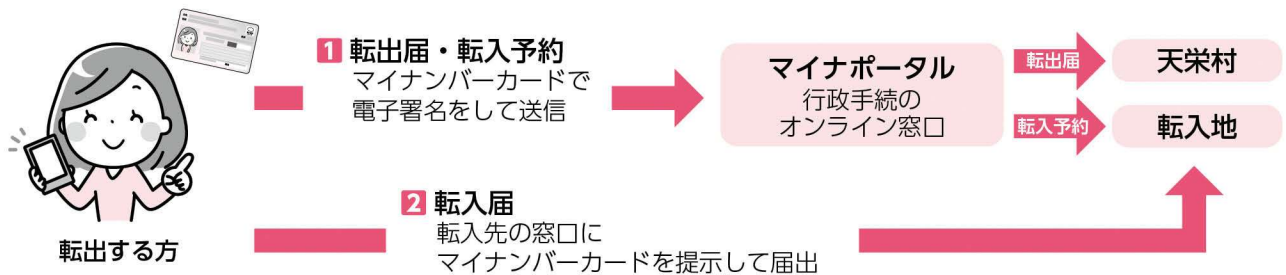 1 転出届・転入予約
マイナンバーカードで
電子署名をして送信
マイナポータル
行政手続の
オンライン窓口
転出届
天栄村
転入予約
転入地
2 転入届
転入先の窓口に
マイナンバーカードを提示して届出
転出する方